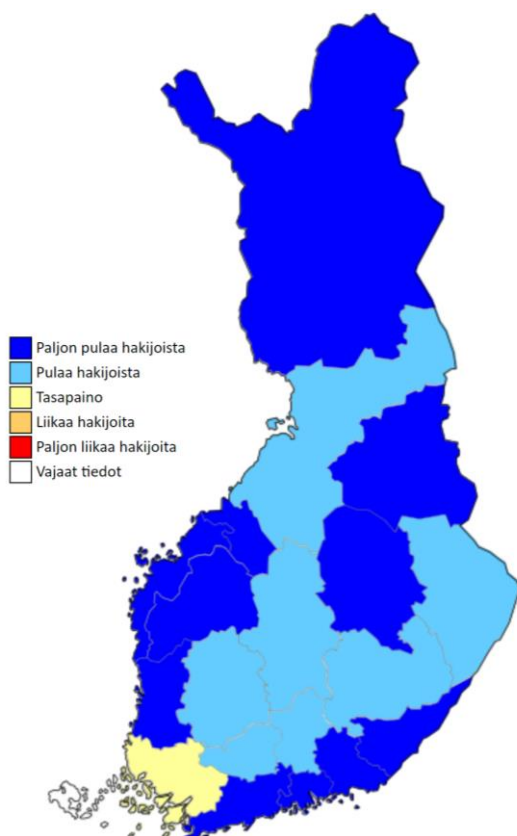 Paljon pulaa hakijoista
Pulaa hakijoista
Tasapaino
Liikaa hakijoita
Paljon liikaa hakijoita
Vajaat tiedot